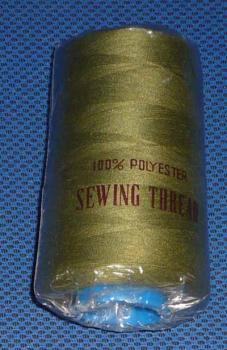 100% POLYESTER
SEWING THREAD